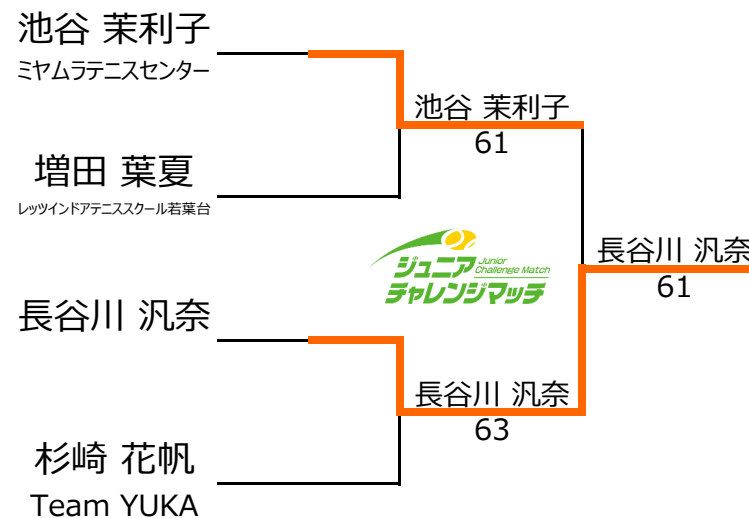 池谷 茉利子
ミヤムラテニスセンター
池谷 茉利子
61
増田 葉夏
レッツインドアテニススクール若葉台
ジュニア Junior Challenge Match
チャレンジマッチ
長谷川 汎奈
61
長谷川 汎奈
長谷川 汎奈
63
杉崎 花帆
Team YUKA